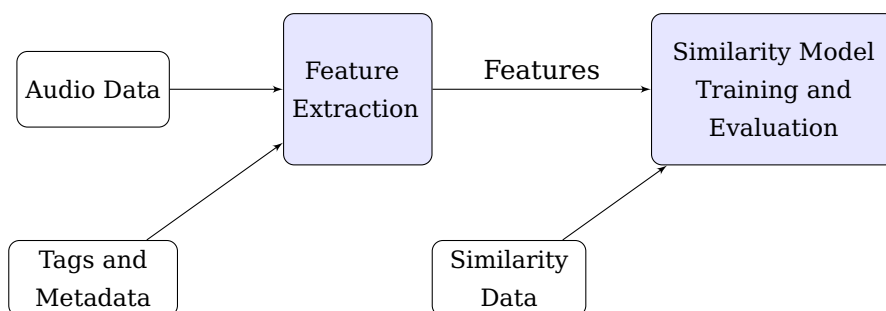 Audio Data
Feature
Extraction
Features
Similarity Model
Training and
Evaluation
Tags and
Metadata
Similarity
Data